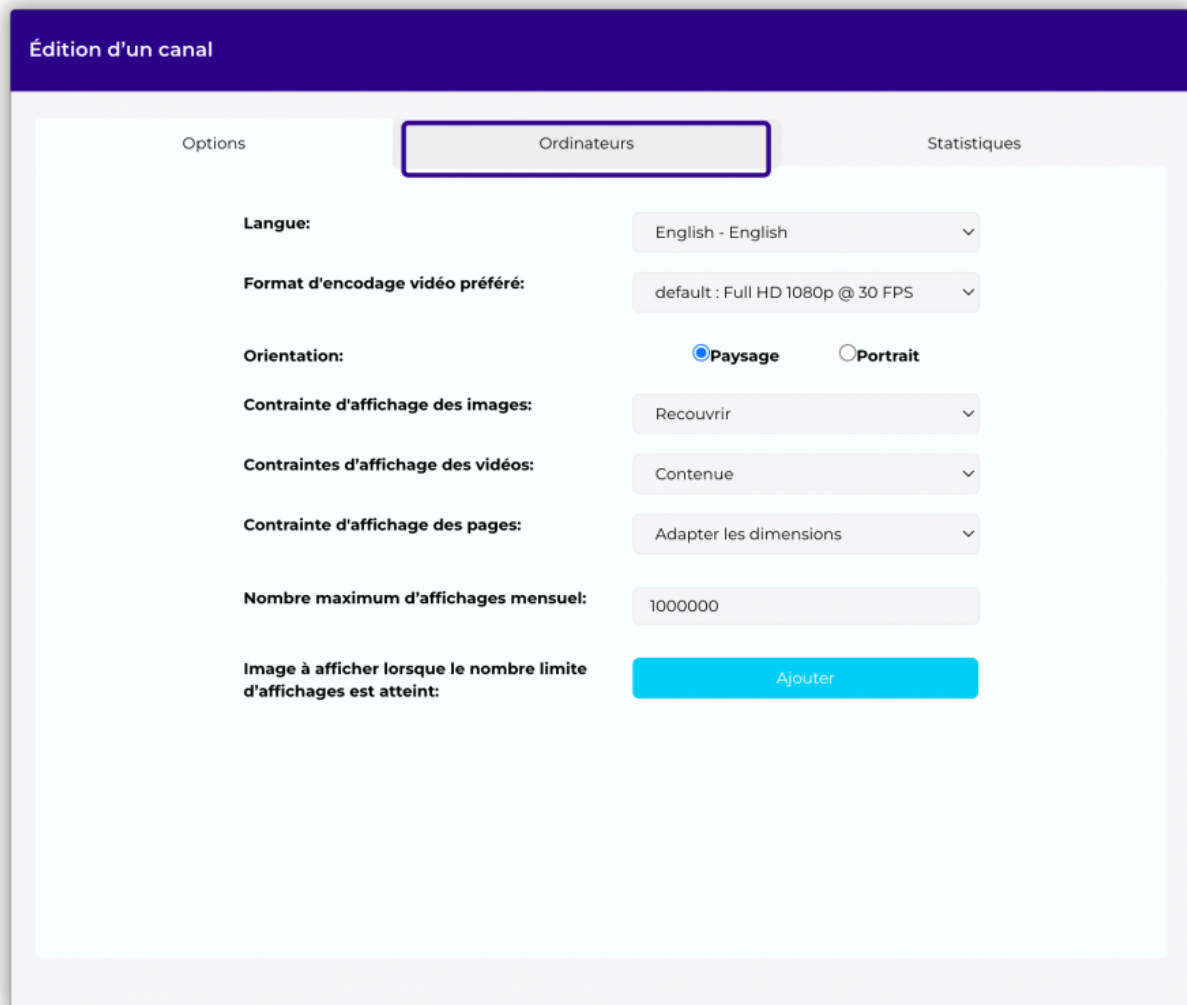 Édition d’un canal
Options
Ordinateurs
Statistiques
Langue:
English - English
Format d'encodage vidéo préféré:
default : Full HD 1080p @ 30 FPS
Orientation:
Paysage
Portrait
Contrainte d'affichage des images:
Recouvrir
Contraintes d’affichage des vidéos:
Contenue
Contrainte d'affichage des pages:
Adapter les dimensions
Nombre maximum d’affichages mensuel:
1000000
Image à afficher lorsque le nombre limite
d’affichages est atteint:
Ajouter